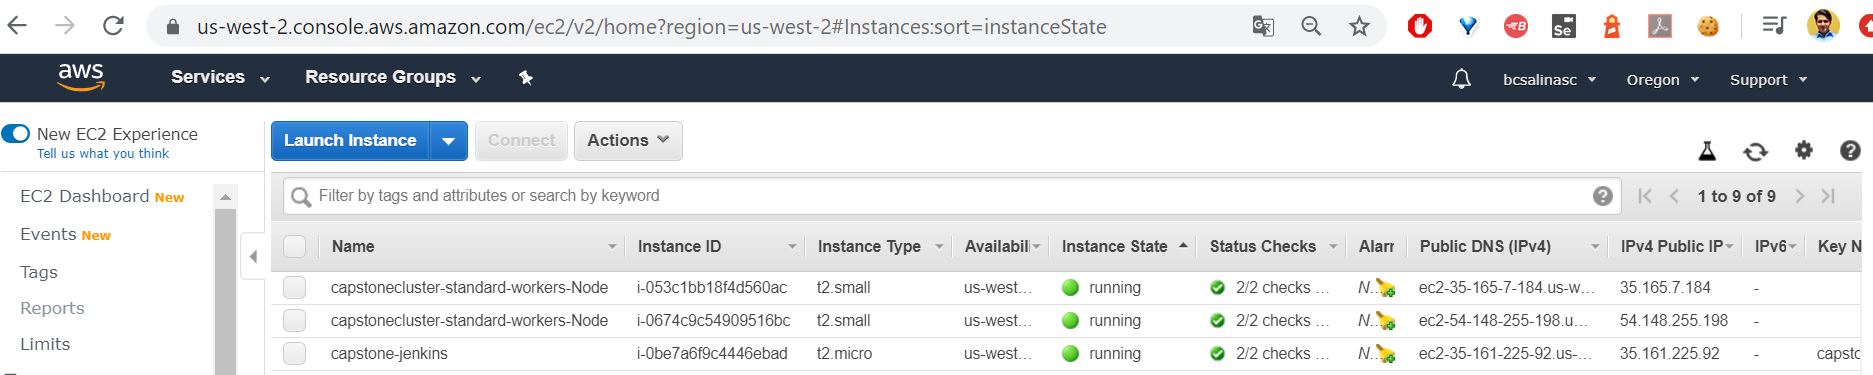 us-west-2.console.aws.amazon.com/ec2/v2/home?region=us-west-2#Instances:sort=instanceState
aws Services Resource Groups bcsalinasc Oregon Support
New EC2 Experience
Tell us what you think
Launch Instance Connect Actions
EC2 Dashboard New
Events New
Tags
Reports
Limits
Filter by tags and attributes or search by keyword 1 to 9 of 9
Name Instance ID Instance Type Availabil Instance State Status Checks Alarr Public DNS (IPv4) IPv4 Public IP IPv6 Key N
capstonecluster-standard-workers-Node i-053c1bb18f4d560ac t2.small us-west... running 2/2 checks ... N... ec2-35-165-7-184.us-w... 35.165.7.184 -
capstonecluster-standard-workers-Node i-0674c9c54909516bc t2.small us-west... running 2/2 checks ... N... ec2-54-148-255-198.u... 54.148.255.198 -
capstone-jenkins i-0be7a6f9c4446ebad t2.micro us-west... running 2/2 checks ... N... ec2-35-161-225-92.us-... 35.161.225.92 - capsto